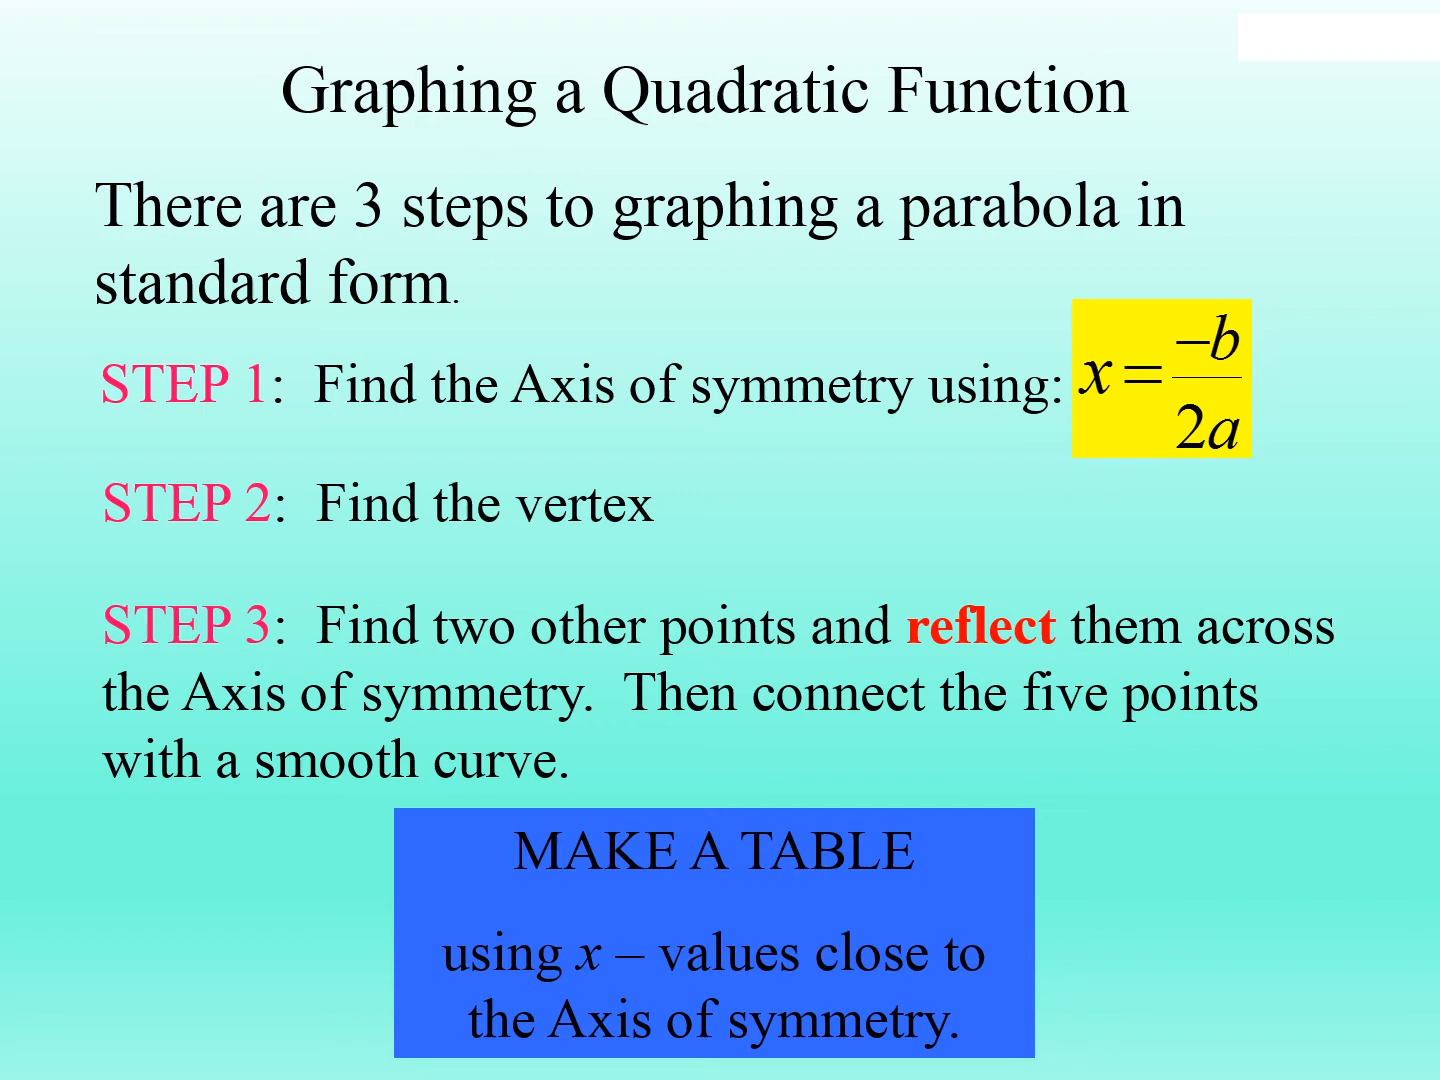 Graphing a Quadratic Function
There are 3 steps to graphing a parabola in
standard form.
STEP 1: Find the Axis of symmetry using: x = -b/2a
STEP 2: Find the vertex
STEP 3: Find two other points and reflect them across
the Axis of symmetry. Then connect the five points
with a smooth curve.
MAKE A TABLE
using x – values close to
the Axis of symmetry.